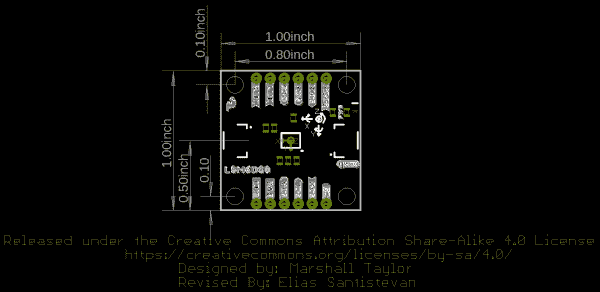 0.10inch
1.00inch
0.80inch
1.00inch
0.50inch
0.10
Released under the Creative Commons Attribution Share-Alike 4.0 License
https://creativecommons.org/licenses/by-sa/4.0/
Designed by: Marshall Taylor
Revised By: Elias Santistevan